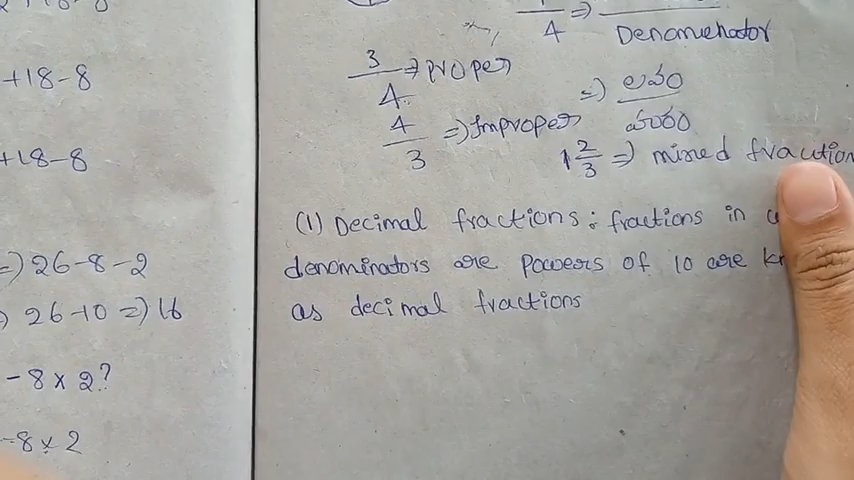 +18-8
+18-8
=) 26-8-2
26-10 =) 16
-8 x 2?
-8 x 2
4 =) Denomenator
3/4 => proper
=) లవం/హారం
4/3 =) Improper
1 2/3 =) mixed fraction
(1) Decimal fractions : fractions in
denominators are powers of 10 are
as decimal fractions